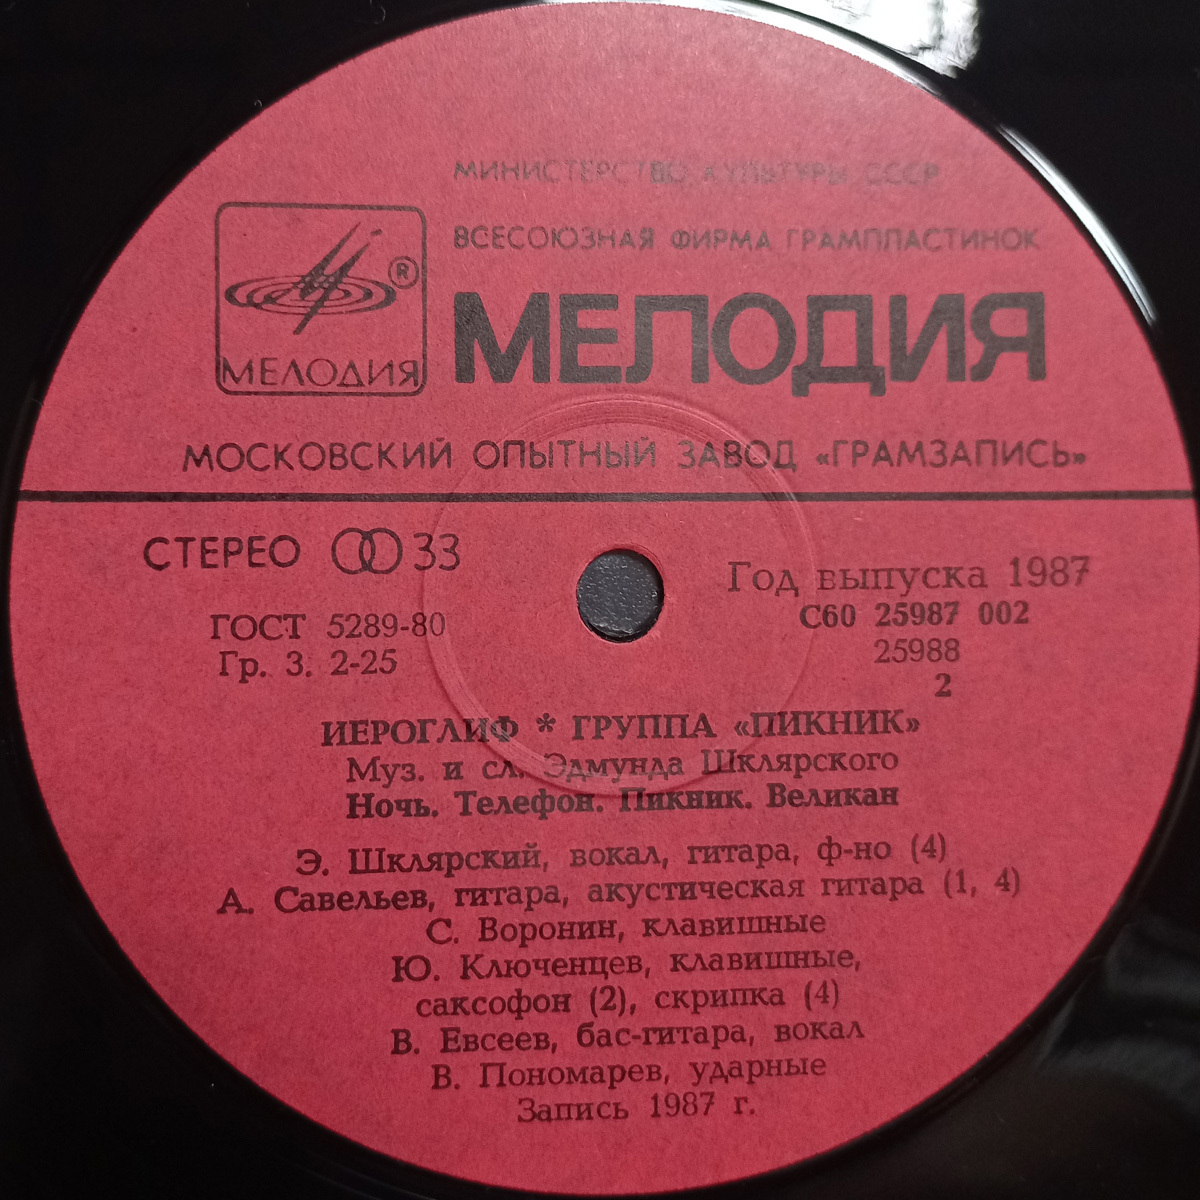 МИНИСТЕРСТВО КУЛЬТУРЫ СССР
ВСЕСОЮЗНАЯ ФИРМА ГРАМПЛАСТИНОК
МЕЛОДИЯ
®
МЕЛОДИЯ
МОСКОВСКИЙ ОПЫТНЫЙ ЗАВОД «ГРАМЗАПИСЬ»
СТЕРЕО 33
Год выпуска 1987
ГОСТ 5289-80
С60 25987 002
Гр. 3. 2-25
25988
2
ИЕРОГЛИФ * ГРУППА «ПИКНИК»
Муз. и сл. Эдмунда Шклярского
Ночь. Телефон. Пикник. Великан
Э. Шклярский, вокал, гитара, ф-но (4)
А. Савельев, гитара, акустическая гитара (1, 4)
С. Воронин, клавишные
Ю. Ключенцев, клавишные,
саксофон (2), скрипка (4)
В. Евсеев, бас-гитара, вокал
В. Пономарев, ударные
Запись 1987 г.